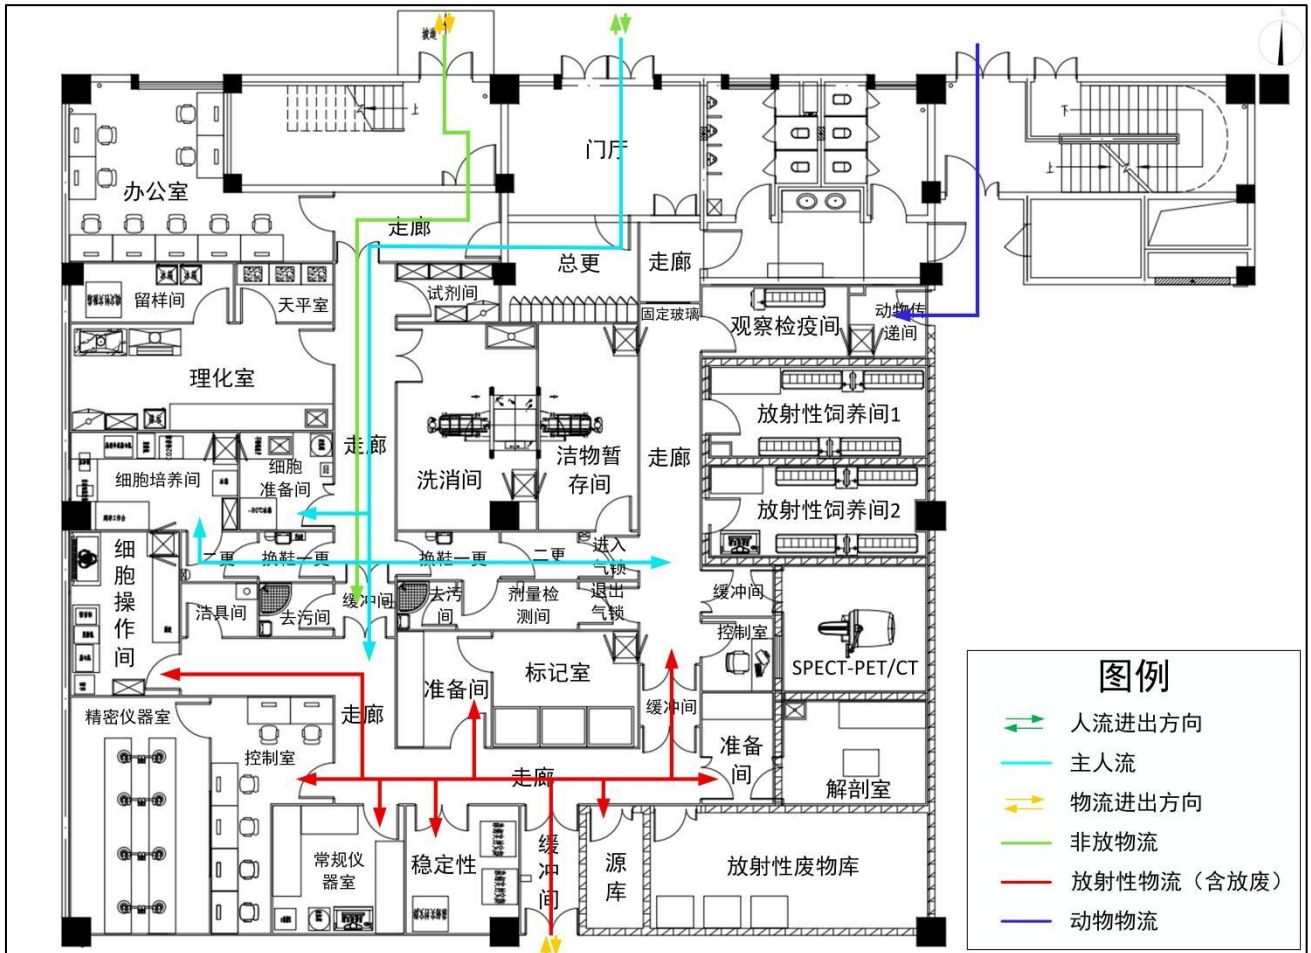 坡道
上
门厅
下
上
办公室
走廊
总更
走廊
留样间
天平室
试剂间
固定玻璃
观察检疫间
动物传
递间
理化室
放射性饲养间1
走廊
细胞培养间
细胞
准备间
洗消间
洁物暂
存间
走廊
放射性饲养间2
细胞操作间
二更
换鞋一更
换鞋一更
二更
进入
气锁
洁具间
去污间
缓冲间
去污
间
剂量检
测间
退出
气锁
缓冲间
控制室
SPECT-PET/CT
准备间
标记室
缓冲间
精密仪器室
走廊
控制室
走廊
准备
间
解剖室
常规仪
器室
稳定性
缓冲间
源库
放射性废物库
图例
人流进出方向
主人流
物流进出方向
非放物流
放射性物流（含放废）
动物物流